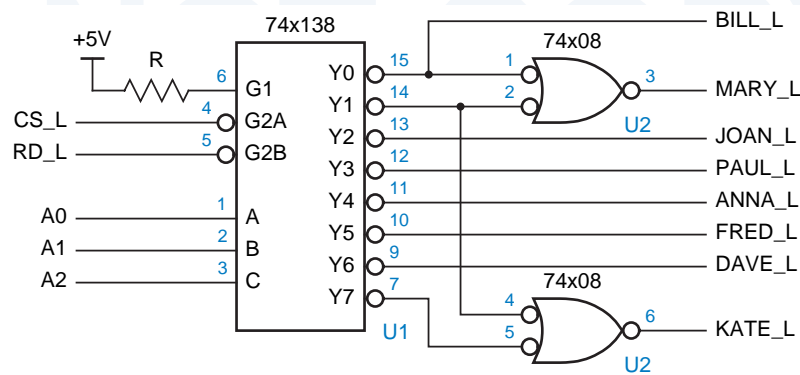 74x138
BILL_L
+5V
R
74x08
6
G1
Y0
15
1
3
MARY_L
CS_L
4
G2A
Y1
14
2
U2
RD_L
5
G2B
Y2
13
JOAN_L
Y3
12
PAUL_L
A0
1
A
Y4
11
ANNA_L
A1
2
B
Y5
10
FRED_L
A2
3
C
Y6
9
DAVE_L
Y7
7
74x08
U1
4
5
6
KATE_L
U2